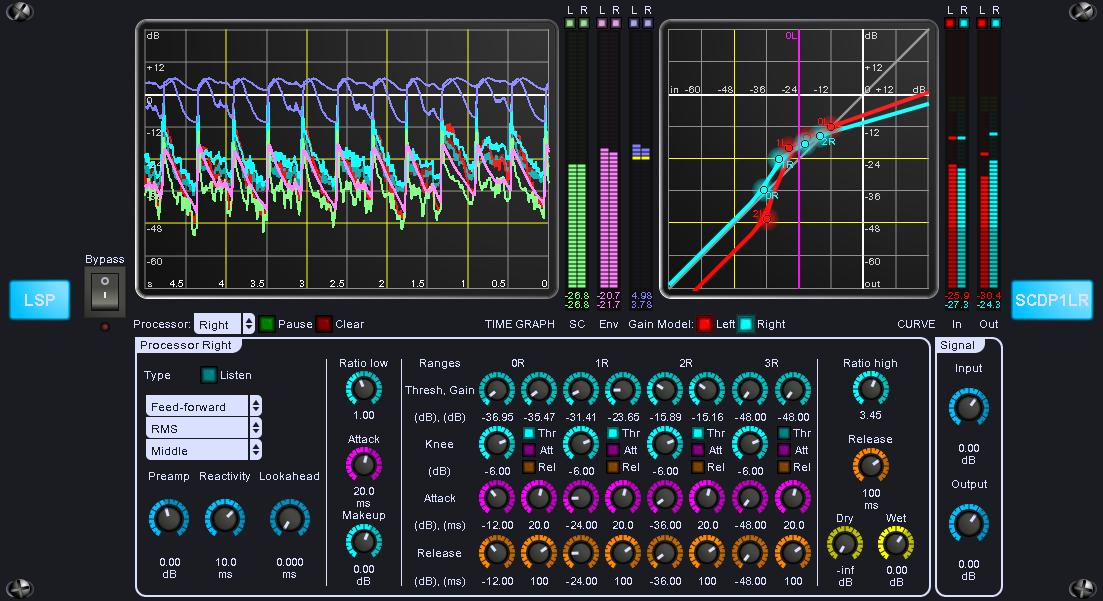 L R L R L R
L R L R
dB
+12
0
-12
-24
-36
-48
-60
s 4.5 4 3.5 3 2.5 2 1.5 1 0.5 0
0L
dB
+12
in -60 -48 -36 -24 -12 0 +12 dB
-12
-24
-36
-48
-60
out
0L
1L
2R
1R
0R
2L
-26.8 -20.7 4.98
-26.8 -21.7 3.78
-25.9 -30.4
-27.3 -24.3
Bypass
LSP
SCDP1LR
Processor: Right Pause Clear TIME GRAPH SC Env Gain Model: Left Right CURVE In Out
Processor Right
Signal
Type Listen
Feed-forward
RMS
Middle
Preamp Reactivity Lookahead
0.00 10.0 0.000
dB ms ms
Ratio low
1.00
Attack
20.0
ms
Makeup
0.00
dB
Ranges 0R 1R 2R 3R
Thresh, Gain
(dB), (dB) -36.95 -35.47 -31.41 -23.65 -15.89 -15.16 -48.00 -48.00
Knee Thr Thr Thr Thr
Att Att Att Att
(dB) -6.00 Rel -6.00 Rel -6.00 Rel -6.00 Rel
Attack
(dB), (ms) -12.00 20.0 -24.00 20.0 -36.00 20.0 -48.00 20.0
Release
(dB), (ms) -12.00 100 -24.00 100 -36.00 100 -48.00 100
Ratio high
3.45
Release
100
ms
Dry Wet
-inf 0.00
dB dB
Input
0.00
dB
Output
0.00
dB